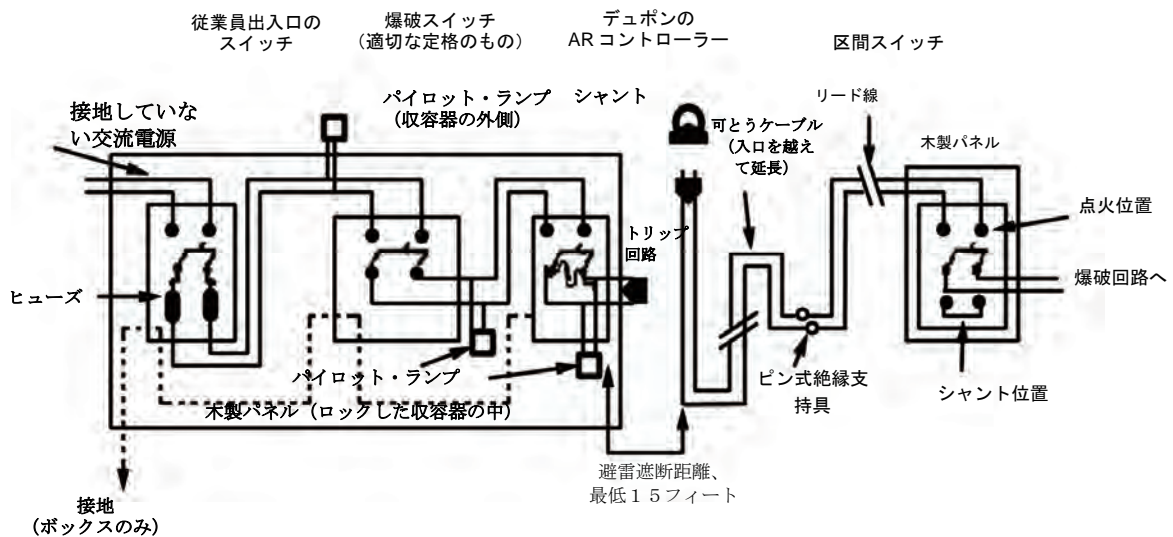 従業員出入口の
スイッチ
爆破スイッチ
（適切な定格のもの）
デュポンの
AR コントローラー
区間スイッチ
接地していな
い交流電源
パイロット・ランプ
（収容器の外側）
シャント
可とうケーブル
（入口を越え
て延長）
リード線
木製パネル
点火位置
トリップ
回路
ヒューズ
爆破回路へ
パイロット・ランプ
木製パネル（ロックした収容器の中）
ピン式絶縁支
持具
シャント位置
避雷遮断距離、
最低１５フィート
接地
（ボックスのみ）